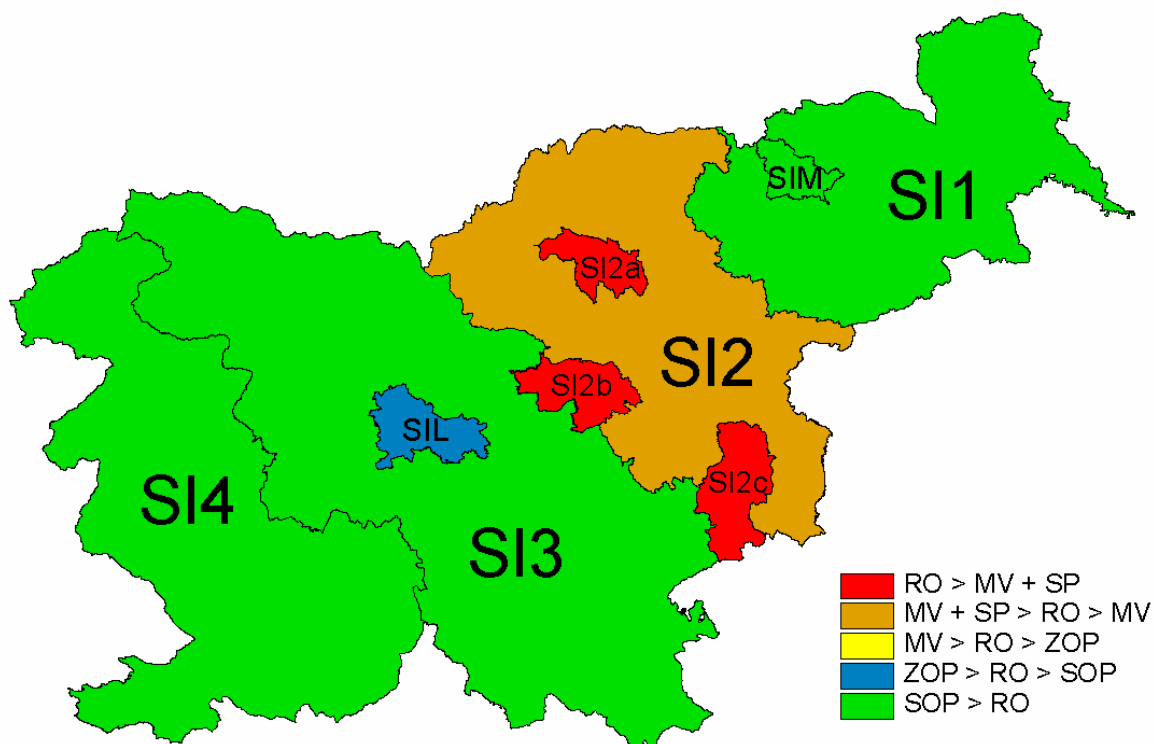 SIM
SI1
SI2a
SI2
SI2b
SIL
SI2c
SI4
SI3
RO > MV + SP
MV + SP > RO > MV
MV > RO > ZOP
ZOP > RO > SOP
SOP > RO